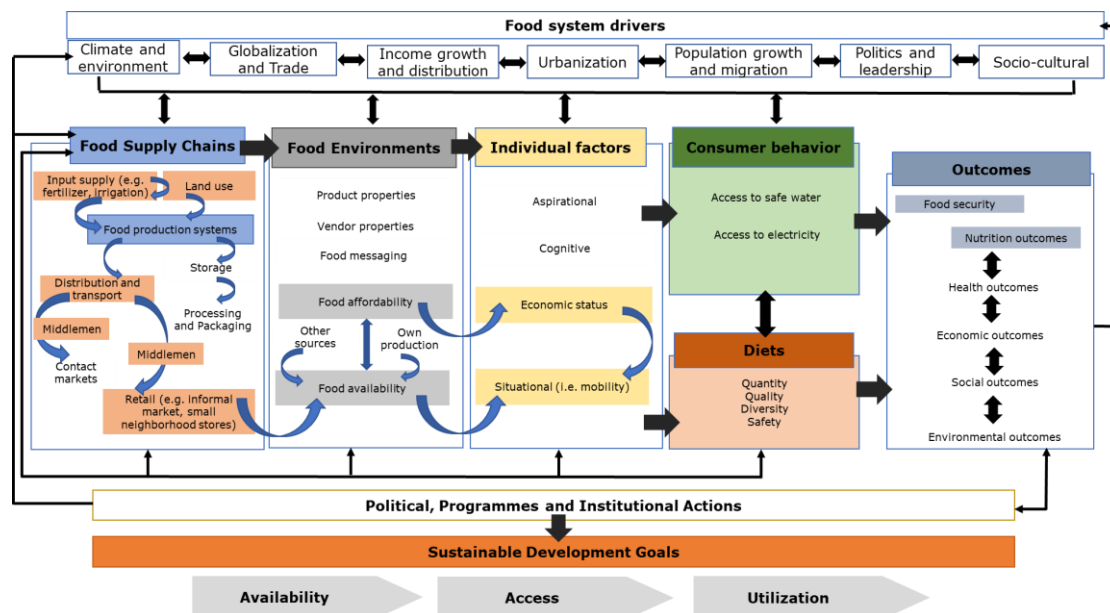 Food system drivers
Climate and
environment
Globalization
and Trade
Income growth
and distribution
Urbanization
Population growth
and migration
Politics and
leadership
Socio-cultural
Food Supply Chains
Input supply (e.g.
fertilizer, irrigation)
Land use
Food production systems
Storage
Distribution and
transport
Processing
and Packaging
Middlemen
Contact
markets
Middlemen
Retail (e.g. informal
market, small
neighborhood stores)
Food Environments
Product properties
Vendor properties
Food messaging
Food affordability
Other
sources
Own
production
Food availability
Individual factors
Aspirational
Cognitive
Economic status
Situational (i.e. mobility)
Consumer behavior
Access to safe water
Access to electricity
Diets
Quantity
Quality
Diversity
Safety
Outcomes
Food security
Nutrition outcomes
Health outcomes
Economic outcomes
Social outcomes
Environmental outcomes
Political, Programmes and Institutional Actions
Sustainable Development Goals
Availability
Access
Utilization